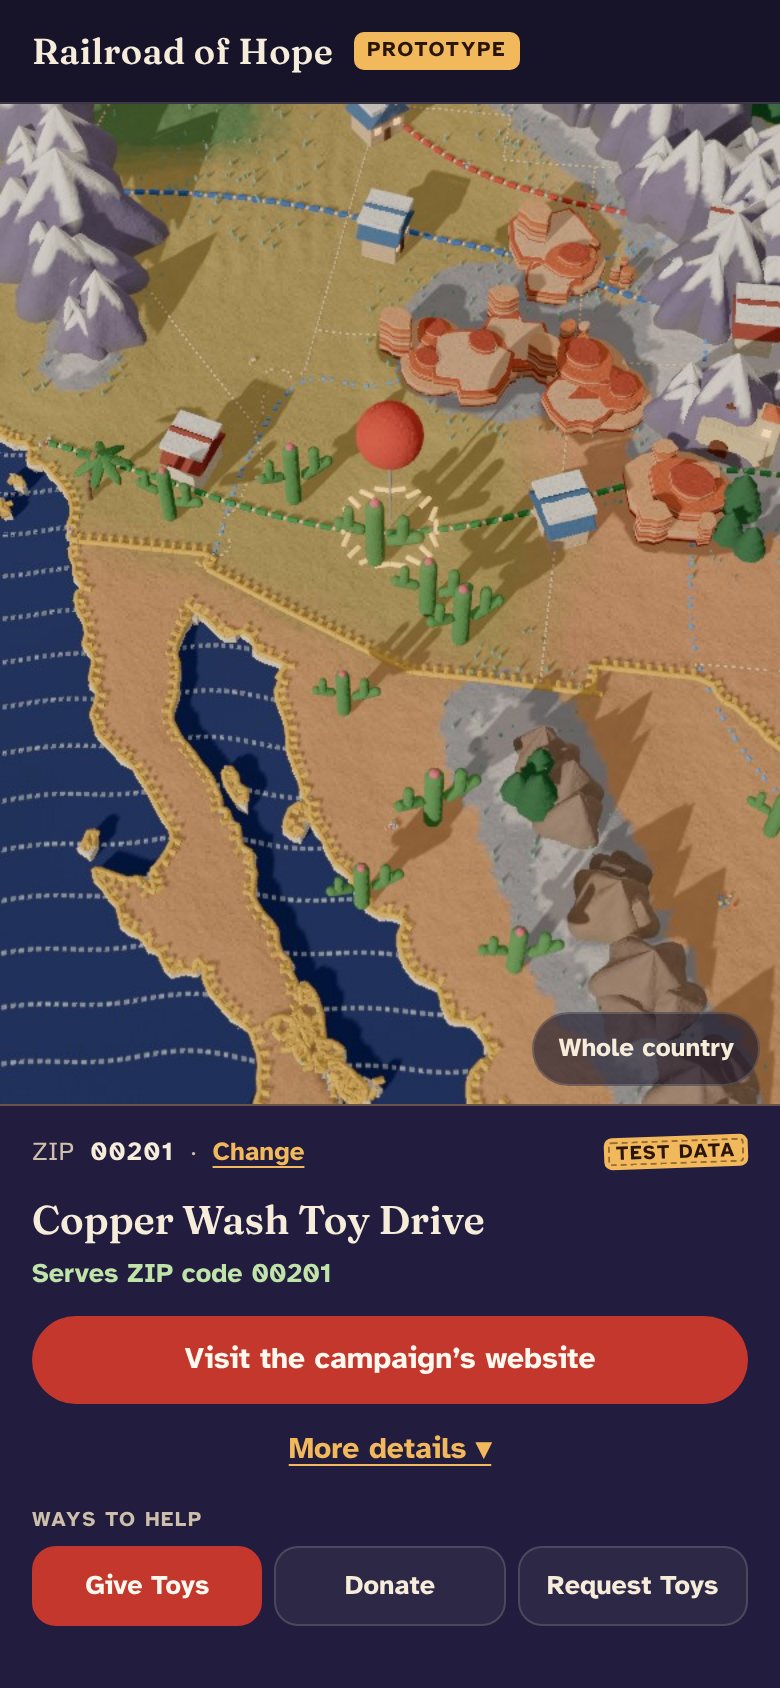 Railroad of Hope PROTOTYPE
Whole country
ZIP 00201 · Change
TEST DATA
Copper Wash Toy Drive
Serves ZIP code 00201
Visit the campaign’s website
More details ▼
WAYS TO HELP
Give Toys
Donate
Request Toys